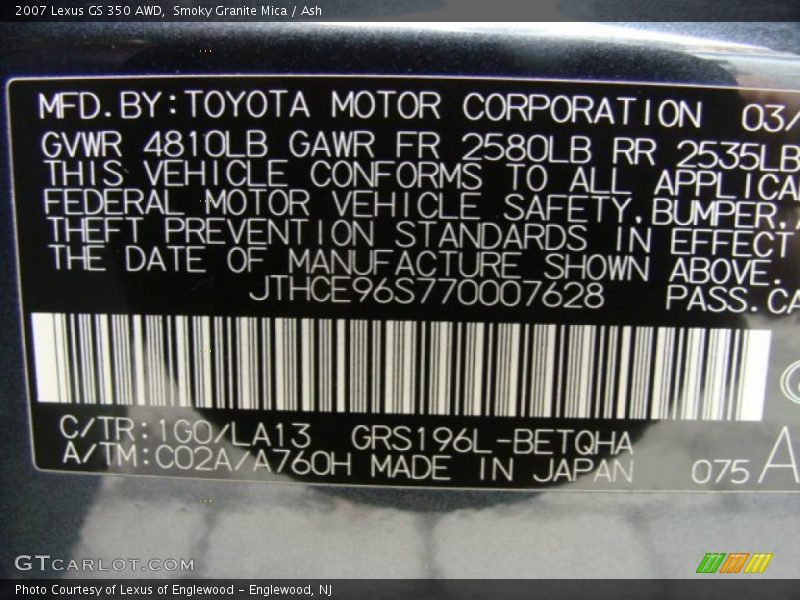 2007 Lexus GS 350 AWD, Smoky Granite Mica / Ash
MFD. BY: TOYOTA MOTOR CORPORATION 03/
GVWR 4810LB GAWR FR 2580LB RR 2535LB
THIS VEHICLE CONFORMS TO ALL APPLICA
FEDERAL MOTOR VEHICLE SAFETY, BUMPER,
THEFT PREVENTION STANDARDS IN EFFECT
THE DATE OF MANUFACTURE SHOWN ABOVE.
JTHCE96S770007628 PASS. CA
C/TR: 1G0/LA13 GRS196L-BETQHA
A/TM: C02A/A760H MADE IN JAPAN 075 A
GTCARLOT.COM
Photo Courtesy of Lexus of Englewood - Englewood, NJ